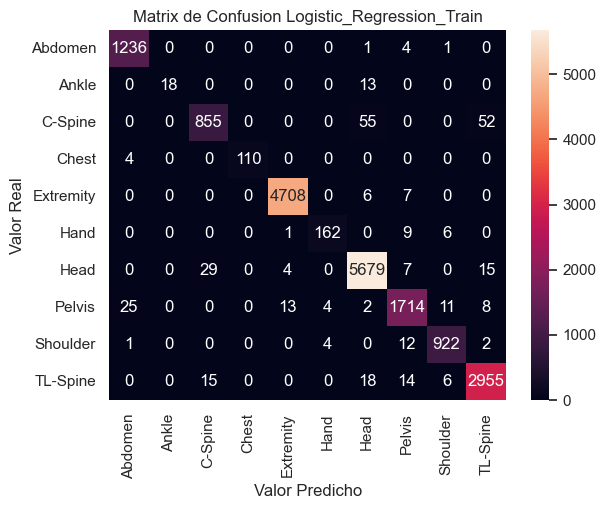 Matrix de Confusion Logistic_Regression_Train
Abdomen 1236 0 0 0 0 0 1 4 1 0
Ankle 0 18 0 0 0 0 13 0 0 0
C-Spine 0 0 855 0 0 0 55 0 0 52
Chest 4 0 0 110 0 0 0 0 0 0
Extremity 0 0 0 0 4708 0 6 7 0 0
Hand 0 0 0 0 1 162 0 9 6 0
Head 0 0 29 0 4 0 5679 7 0 15
Pelvis 25 0 0 0 13 4 2 1714 11 8
Shoulder 1 0 0 0 0 4 0 12 922 2
TL-Spine 0 0 15 0 0 0 18 14 6 2955
Abdomen Ankle C-Spine Chest Extremity Hand Head Pelvis Shoulder TL-Spine
Valor Predicho
Valor Real
5000
4000
3000
2000
1000
0